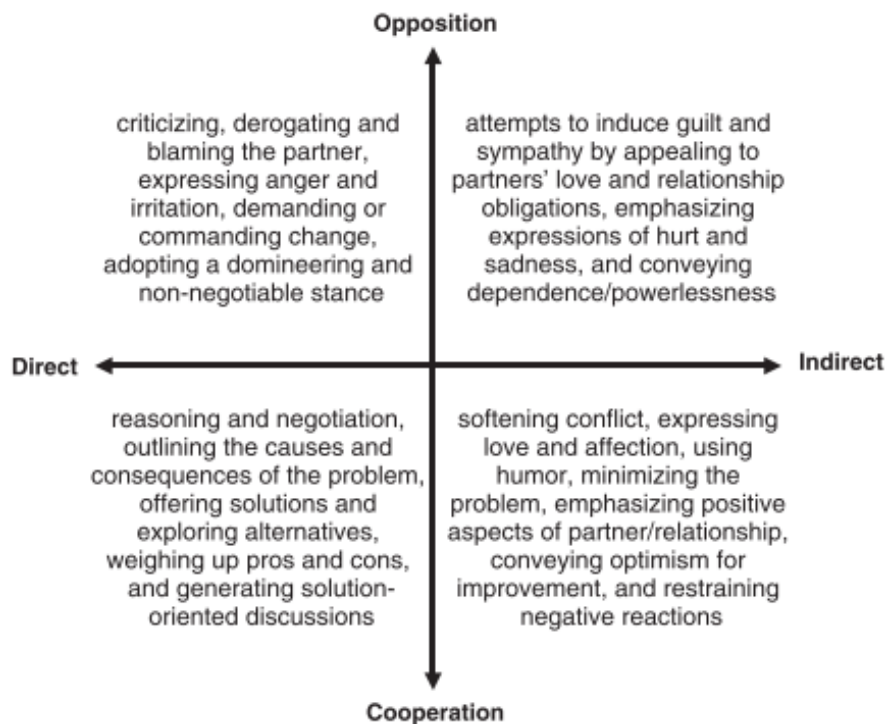 Opposition
criticizing, derogating and
blaming the partner,
expressing anger and
irritation, demanding or
commanding change,
adopting a domineering and
non-negotiable stance
attempts to induce guilt and
sympathy by appealing to
partners' love and relationship
obligations, emphasizing
expressions of hurt and
sadness, and conveying
dependence/powerlessness
Direct
Indirect
reasoning and negotiation,
outlining the causes and
consequences of the problem,
offering solutions and
exploring alternatives,
weighing up pros and cons,
and generating solution-
oriented discussions
softening conflict, expressing
love and affection, using
humor, minimizing the
problem, emphasizing positive
aspects of partner/relationship,
conveying optimism for
improvement, and restraining
negative reactions
Cooperation